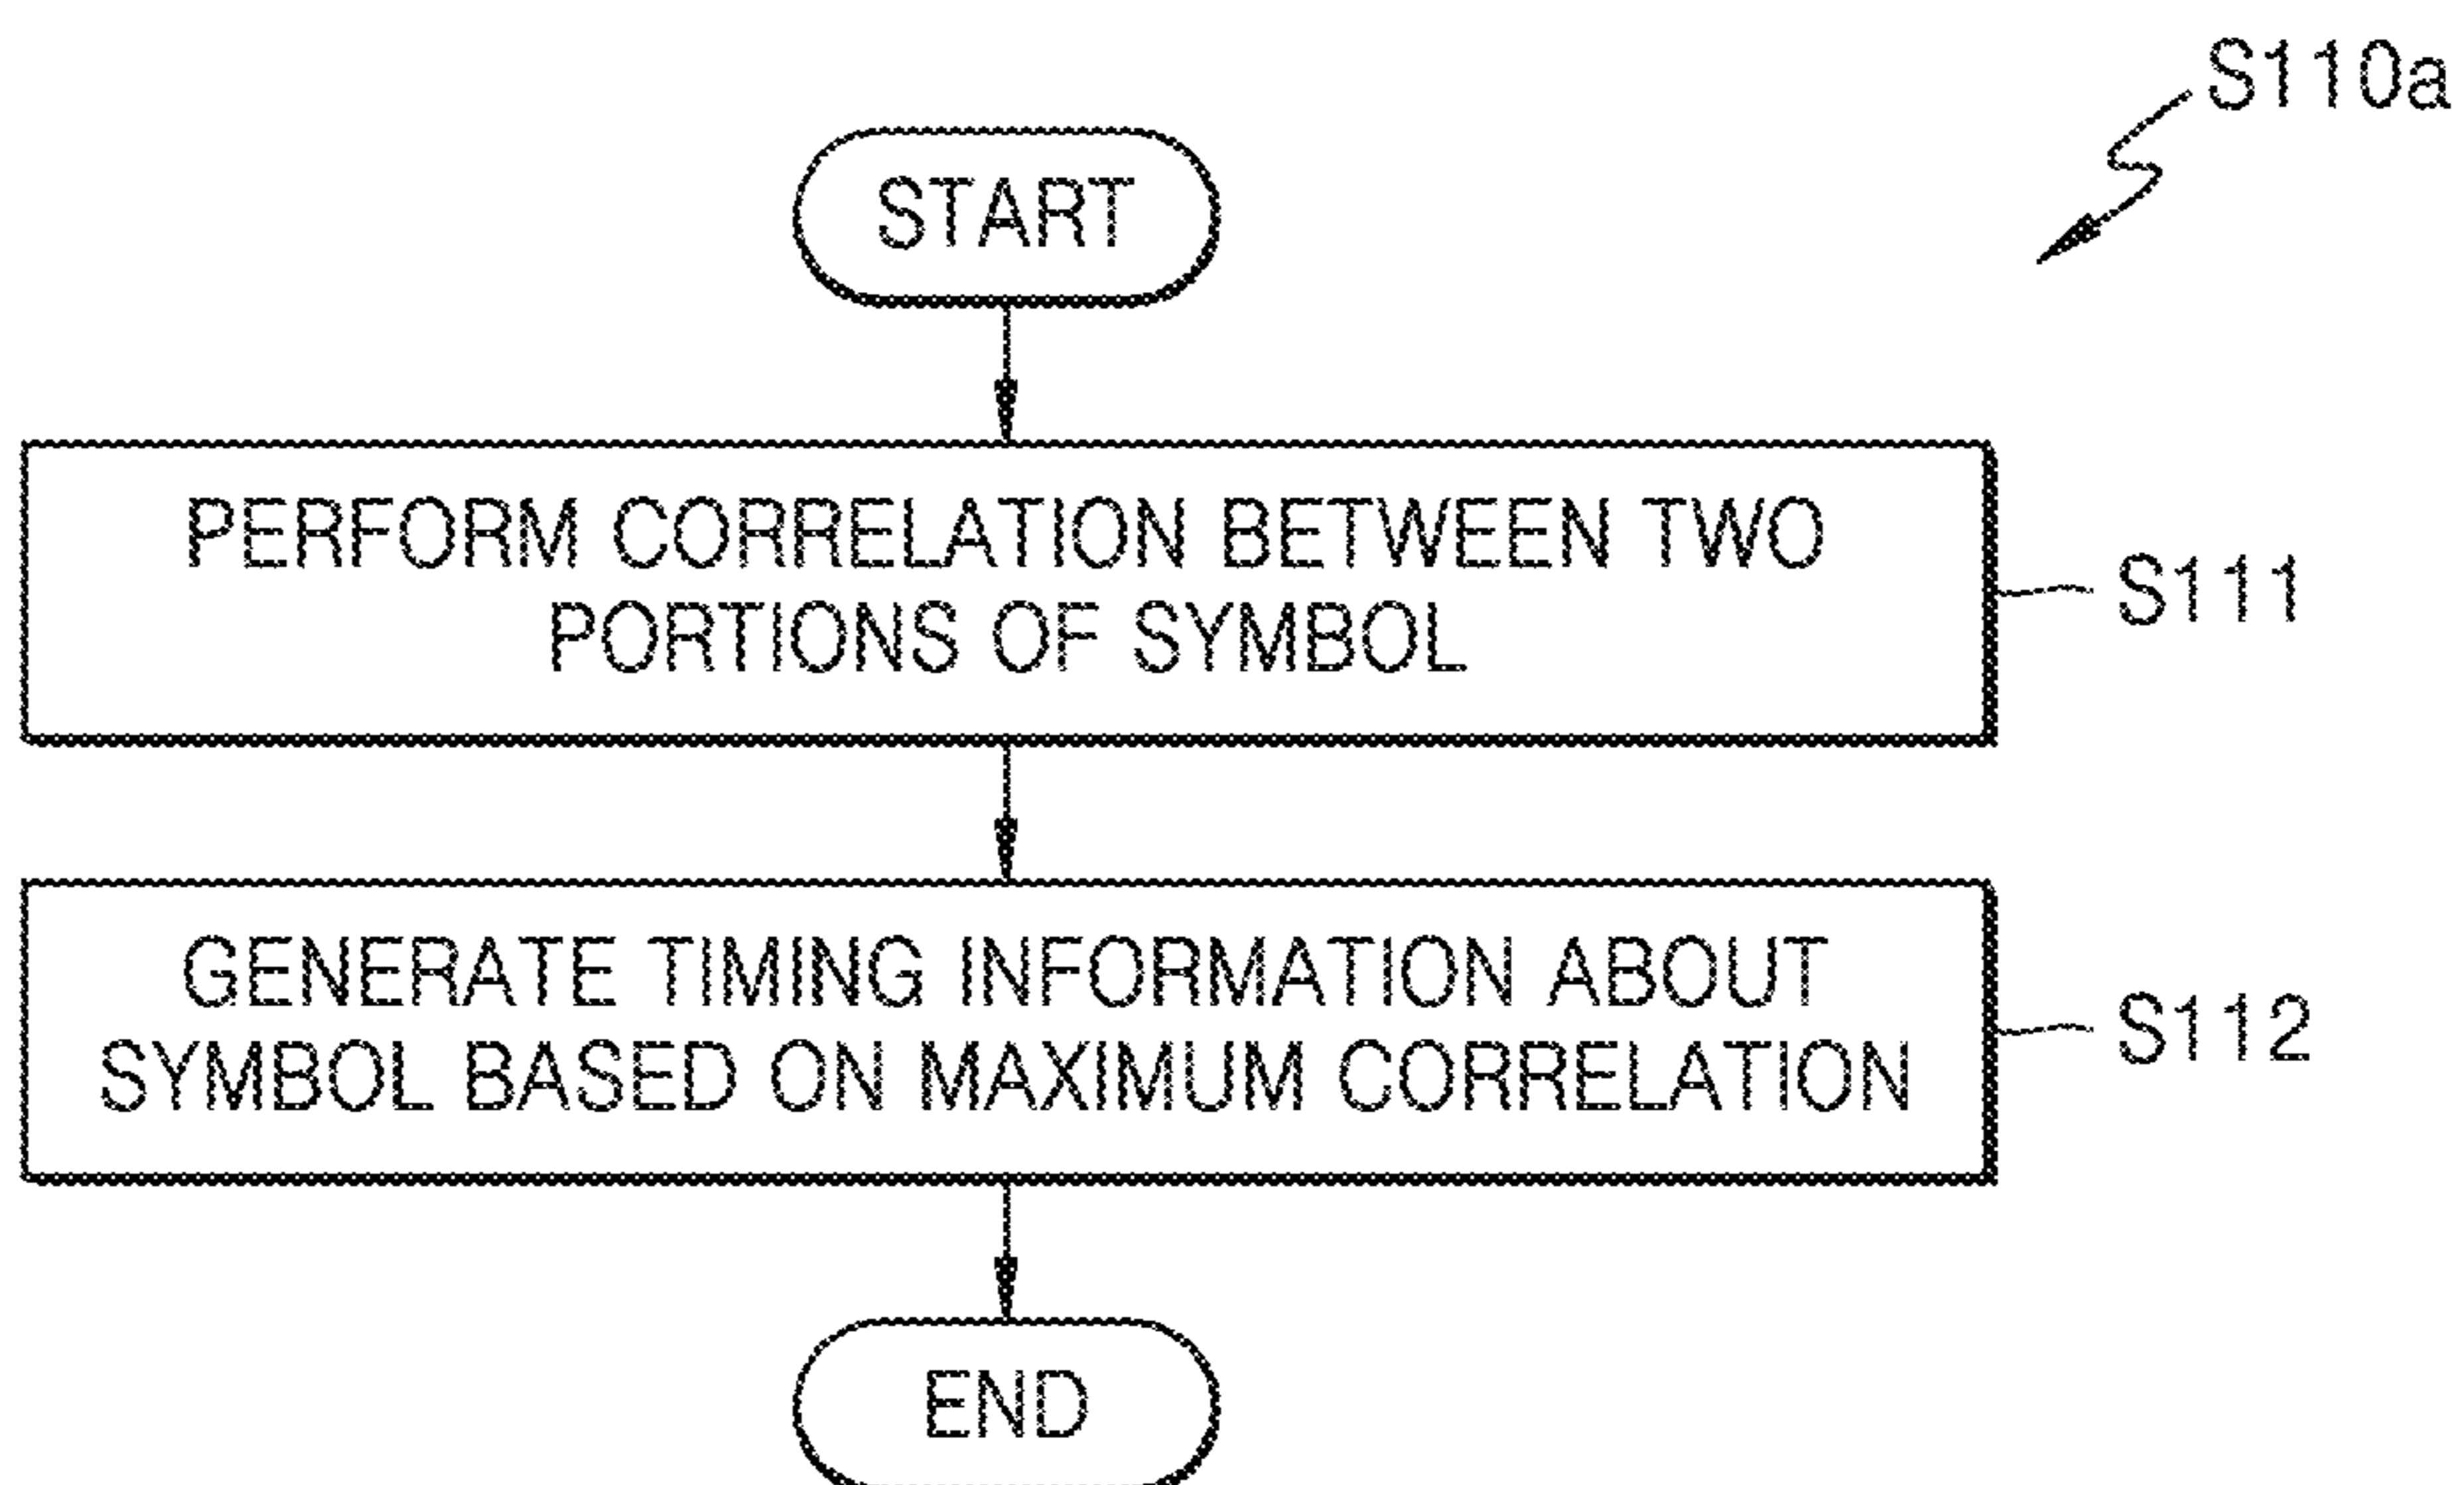 S110a
START
PERFORM CORRELATION BETWEEN TWO
PORTIONS OF SYMBOL
S111
GENERATE TIMING INFORMATION ABOUT
SYMBOL BASED ON MAXIMUM CORRELATION
S112
END